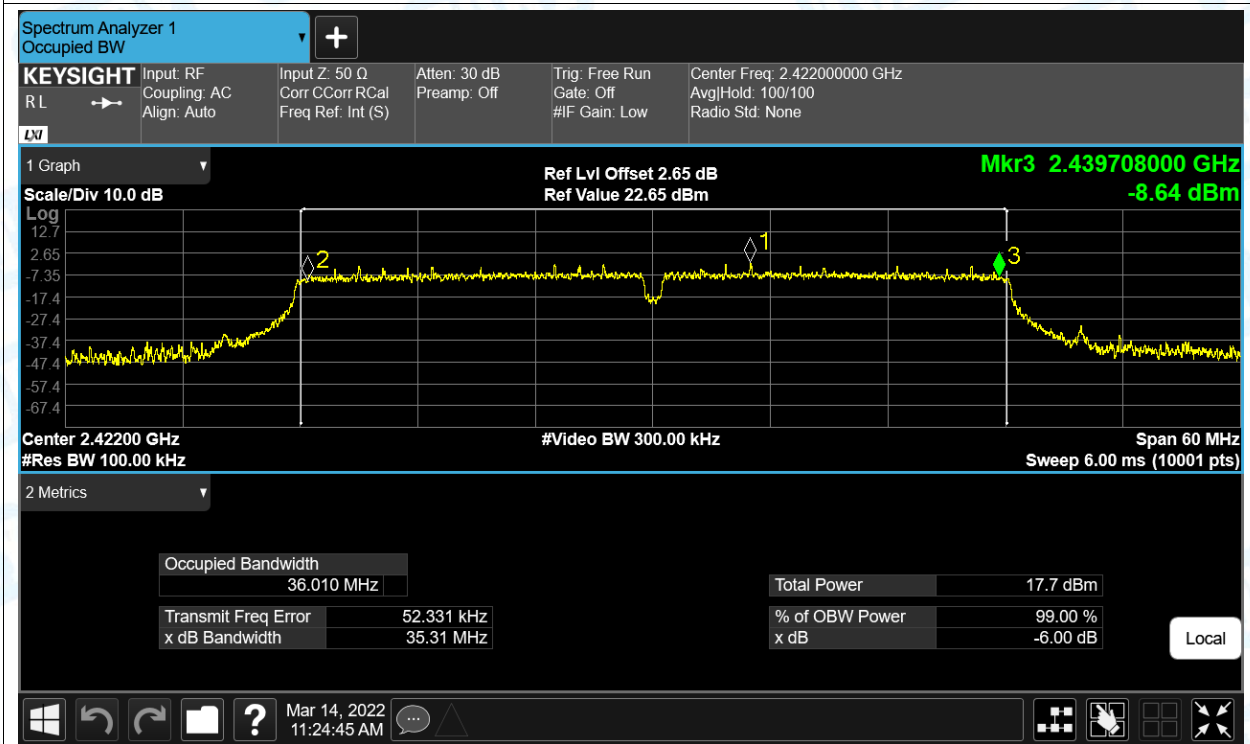 Spectrum Analyzer 1
Occupied BW
+
KEYSIGHT
R L
LXI
Input: RF
Coupling: AC
Align: Auto
Input Z: 50 Ω
Corr CCorr RCal
Freq Ref: Int (S)
Atten: 30 dB
Preamp: Off
Trig: Free Run
Gate: Off
#IF Gain: Low
Center Freq: 2.422000000 GHz
Avg|Hold: 100/100
Radio Std: None
1 Graph
Scale/Div 10.0 dB
Ref Lvl Offset 2.65 dB
Ref Value 22.65 dBm
Mkr3 2.439708000 GHz
-8.64 dBm
Log
12.7
2.65
-7.35
-17.4
-27.4
-37.4
-47.4
-57.4
-67.4
2
1
3
Center 2.42200 GHz
#Res BW 100.00 kHz
#Video BW 300.00 kHz
Span 60 MHz
Sweep 6.00 ms (10001 pts)
2 Metrics
Occupied Bandwidth
36.010 MHz
Transmit Freq Error 52.331 kHz
x dB Bandwidth 35.31 MHz
Total Power 17.7 dBm
% of OBW Power 99.00 %
x dB -6.00 dB
Local
?
Mar 14, 2022
11:24:45 AM